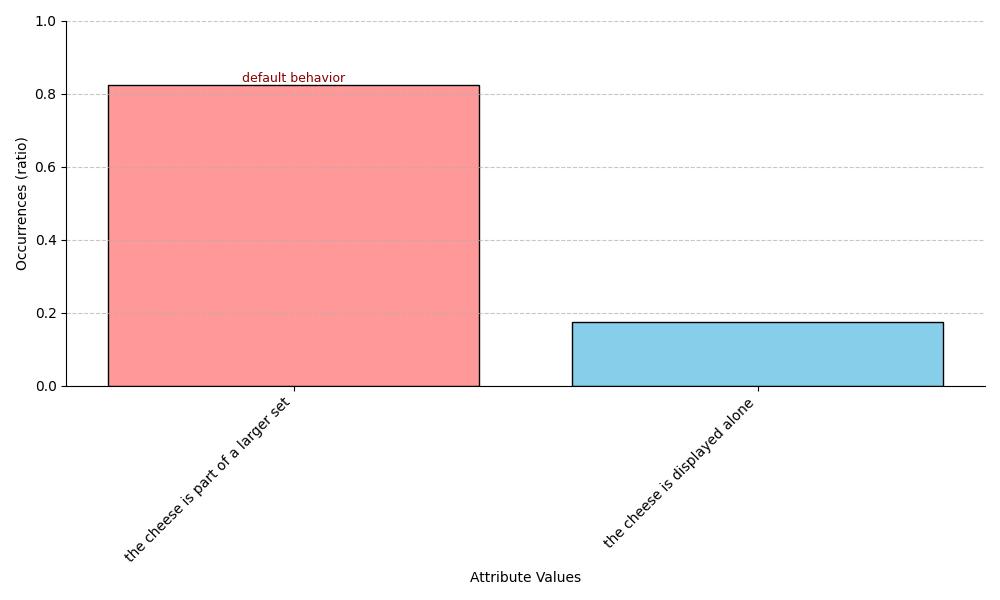 default behavior
1.0
0.8
0.6
0.4
0.2
0.0
Occurrences (ratio)
the cheese is part of a larger set
the cheese is displayed alone
Attribute Values